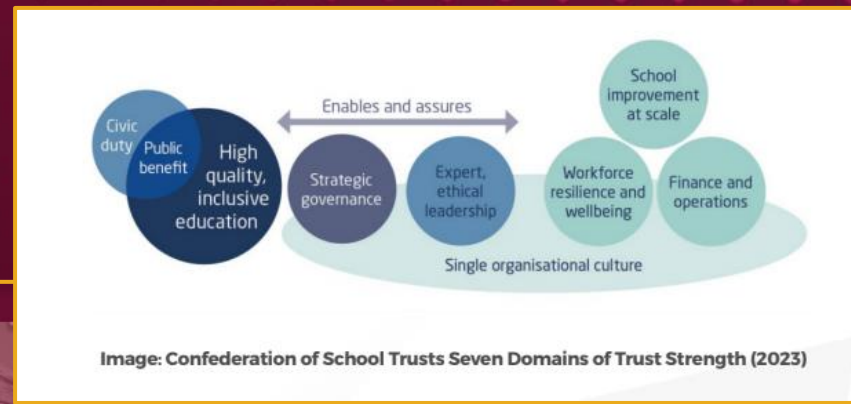 Civic
duty
Public
benefit
High
quality,
inclusive
education
Enables and assures
Strategic
governance
Expert,
ethical
leadership
School
improvement
at scale
Workforce
resilience and
wellbeing
Finance and
operations
Single organisational culture
Image: Confederation of School Trusts Seven Domains of Trust Strength (2023)